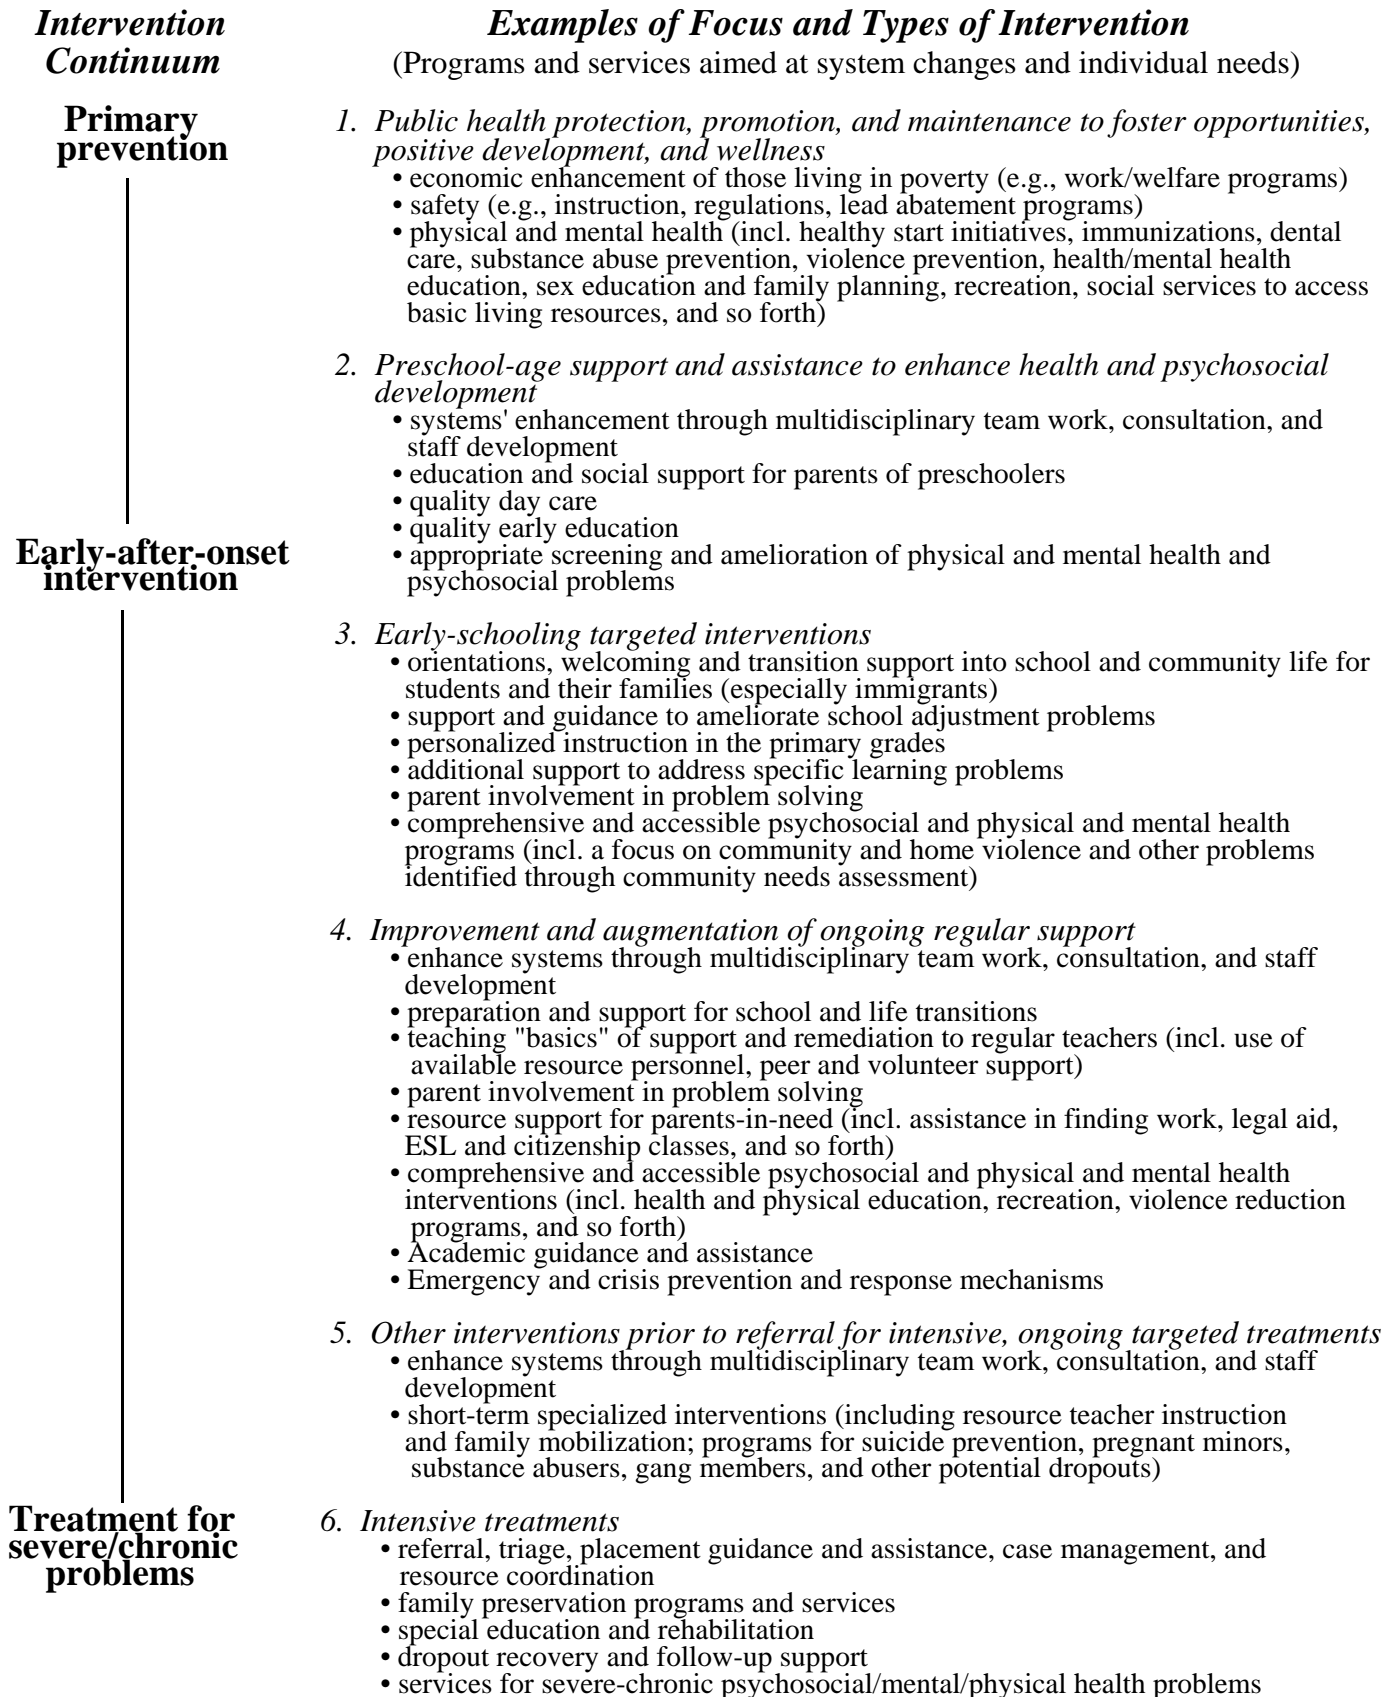 Intervention
Continuum
Examples of Focus and Types of Intervention
(Programs and services aimed at system changes and individual needs)
Primary
prevention
1. Public health protection, promotion, and maintenance to foster opportunities,
positive development, and wellness
• economic enhancement of those living in poverty (e.g., work/welfare programs)
• safety (e.g., instruction, regulations, lead abatement programs)
• physical and mental health (incl. healthy start initiatives, immunizations, dental
care, substance abuse prevention, violence prevention, health/mental health
education, sex education and family planning, recreation, social services to access
basic living resources, and so forth)
2. Preschool-age support and assistance to enhance health and psychosocial
development
• systems' enhancement through multidisciplinary team work, consultation, and
staff development
• education and social support for parents of preschoolers
• quality day care
• quality early education
Early-after-onset
intervention
• appropriate screening and amelioration of physical and mental health and
psychosocial problems
3. Early-schooling targeted interventions
• orientations, welcoming and transition support into school and community life for
students and their families (especially immigrants)
• support and guidance to ameliorate school adjustment problems
• personalized instruction in the primary grades
• additional support to address specific learning problems
• parent involvement in problem solving
• comprehensive and accessible psychosocial and physical and mental health
programs (incl. a focus on community and home violence and other problems
identified through community needs assessment)
4. Improvement and augmentation of ongoing regular support
• enhance systems through multidisciplinary team work, consultation, and staff
development
• preparation and support for school and life transitions
• teaching "basics" of support and remediation to regular teachers (incl. use of
available resource personnel, peer and volunteer support)
• parent involvement in problem solving
• resource support for parents-in-need (incl. assistance in finding work, legal aid,
ESL and citizenship classes, and so forth)
• comprehensive and accessible psychosocial and physical and mental health
interventions (incl. health and physical education, recreation, violence reduction
programs, and so forth)
• Academic guidance and assistance
• Emergency and crisis prevention and response mechanisms
5. Other interventions prior to referral for intensive, ongoing targeted treatments
• enhance systems through multidisciplinary team work, consultation, and staff
development
• short-term specialized interventions (including resource teacher instruction
and family mobilization; programs for suicide prevention, pregnant minors,
substance abusers, gang members, and other potential dropouts)
Treatment for
severe/chronic
problems
6. Intensive treatments
• referral, triage, placement guidance and assistance, case management, and
resource coordination
• family preservation programs and services
• special education and rehabilitation
• dropout recovery and follow-up support
• services for severe-chronic psychosocial/mental/physical health problems